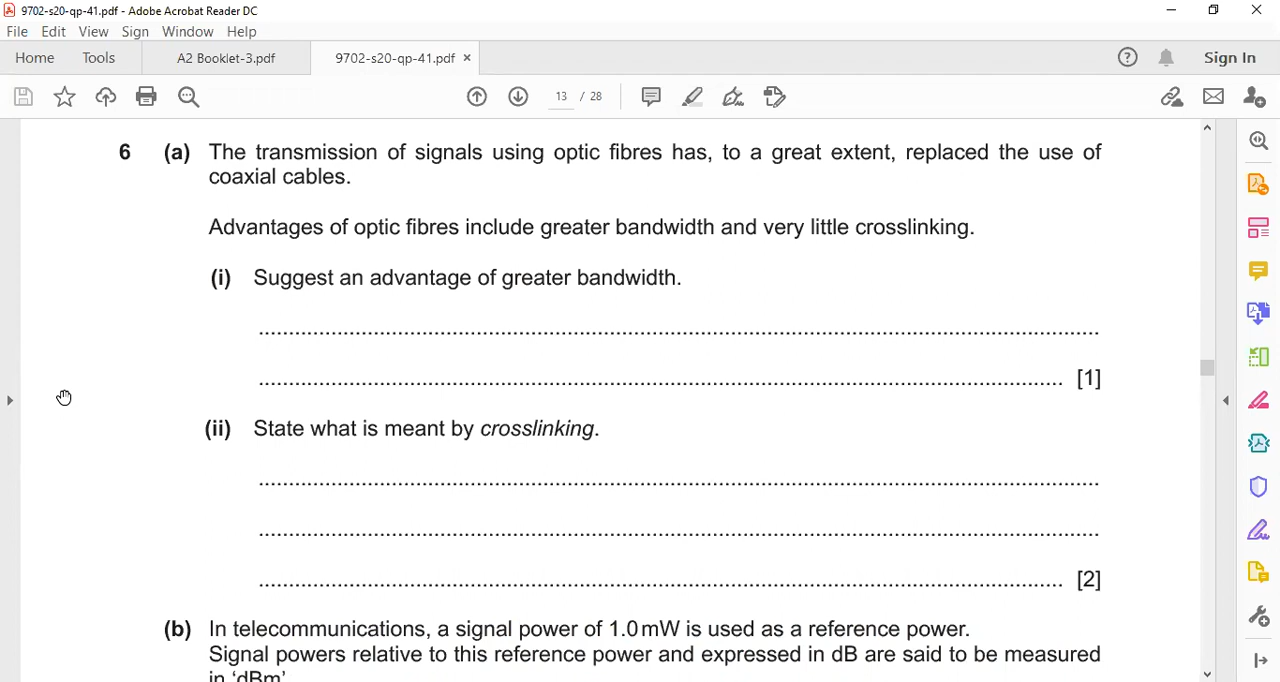 9702-s20-qp-41.pdf - Adobe Acrobat Reader DC
File Edit View Sign Window Help
Home Tools A2 Booklet-3.pdf 9702-s20-qp-41.pdf × Sign In
13 / 28
6 (a) The transmission of signals using optic fibres has, to a great extent, replaced the use of
coaxial cables.
Advantages of optic fibres include greater bandwidth and very little crosslinking.
(i) Suggest an advantage of greater bandwidth.
..........................................................................................................................................
.................................................................................................................................. [1]
(ii) State what is meant by crosslinking.
..........................................................................................................................................
..........................................................................................................................................
.................................................................................................................................. [2]
(b) In telecommunications, a signal power of 1.0 mW is used as a reference power.
Signal powers relative to this reference power and expressed in dB are said to be measured
in 'dBm'